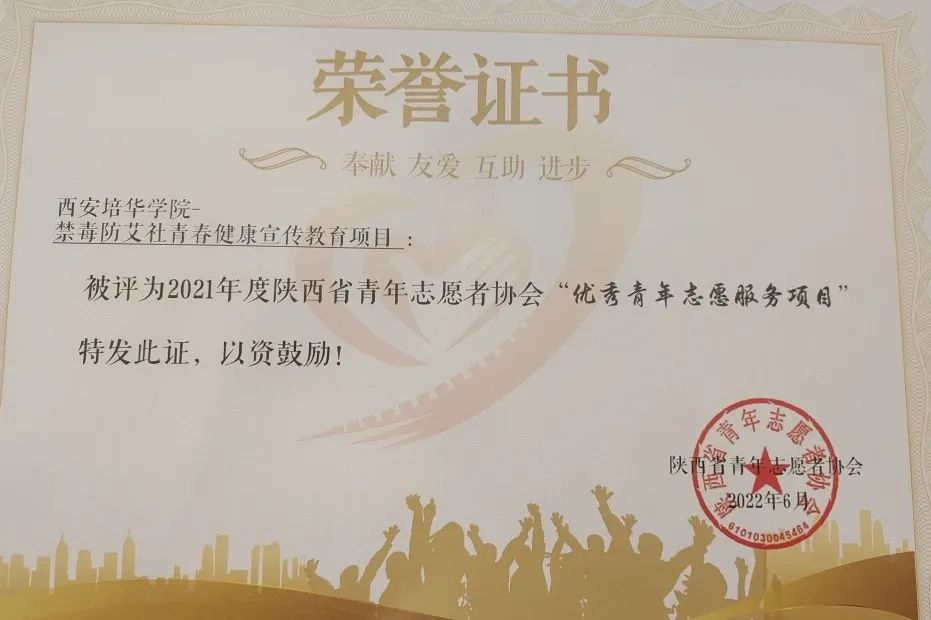 荣誉证书
奉献 友爱 互助 进步
西安培华学院-
禁毒防艾社青春健康宣传教育项目：
被评为2021年度陕西省青年志愿者协会“优秀青年志愿服务项目”
特发此证，以资鼓励！
陕西省青年志愿者协会
2022年6月
陕西省青年志愿者协会
6101030045464